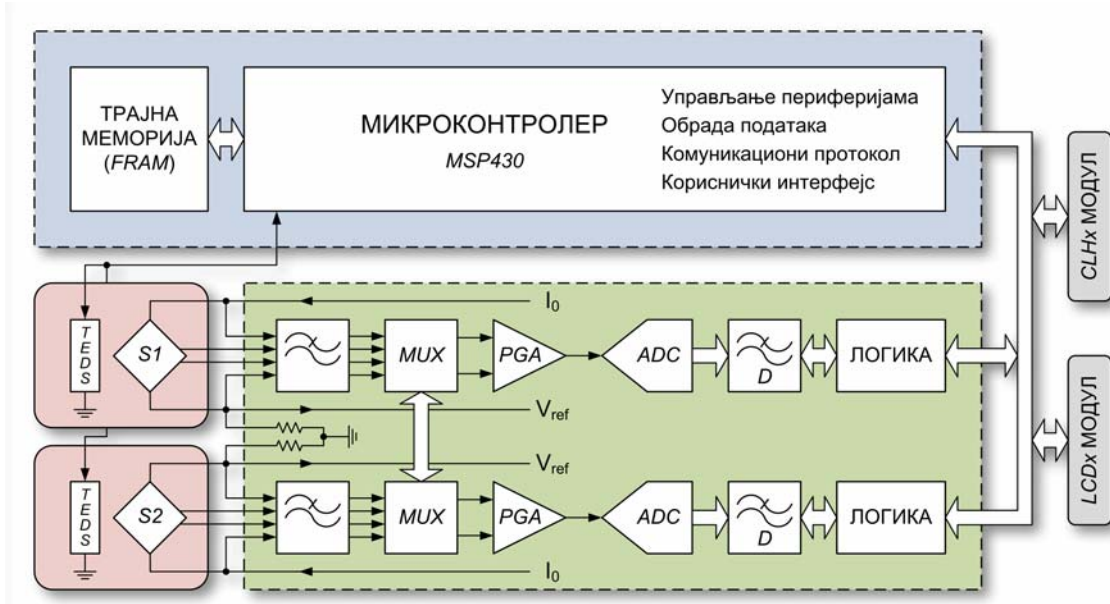 ТРАЈНА
МЕМОРИЈА
(FRAM)
МИКРОКОНТРОЛЕР
MSP430
Управљање периферијама
Обрада података
Комуникациони протокол
Кориснички интерфејс
CLHx МОДУЛ
LCDx МОДУЛ
TEDS
S1
I0
MUX
PGA
ADC
D
ЛОГИКА
Vref
Vref
TEDS
S2
MUX
PGA
ADC
D
ЛОГИКА
I0